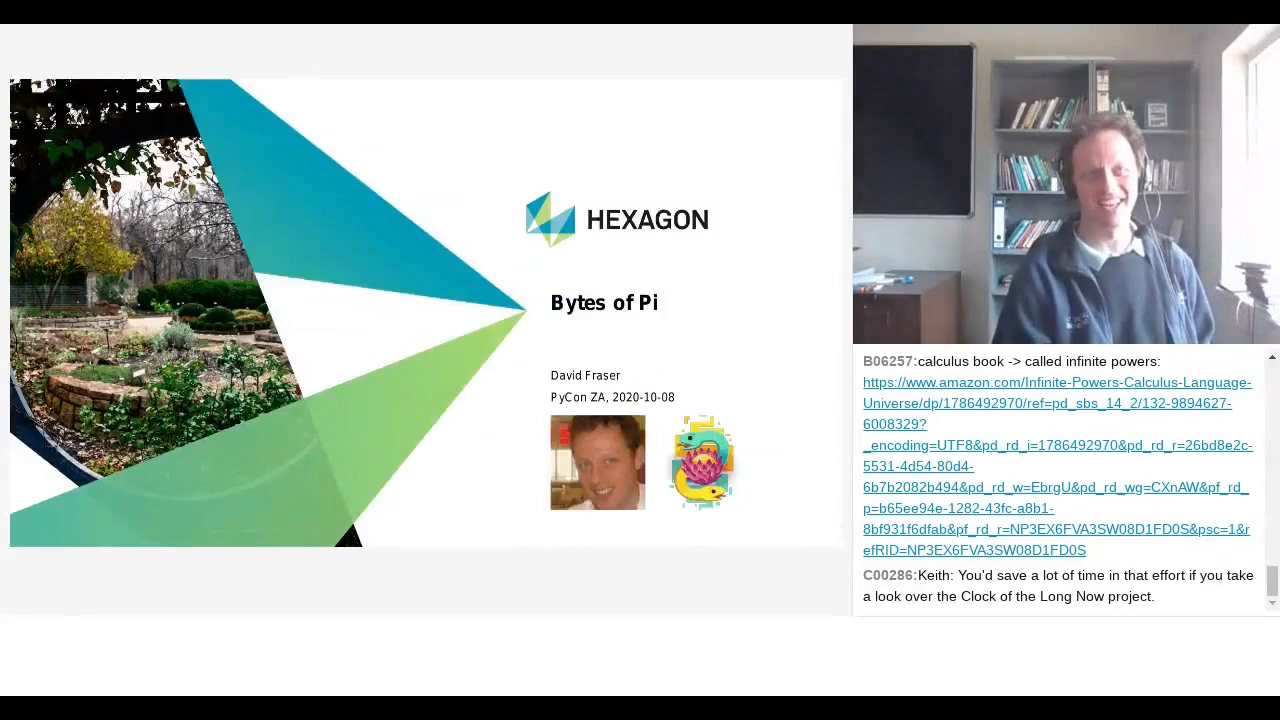 HEXAGON
Bytes of Pi
David Fraser
PyCon ZA, 2020-10-08
B06257:calculus book -> called infinite powers:
https://www.amazon.com/Infinite-Powers-Calculus-Language-
Universe/dp/1786492970/ref=pd_sbs_14_2/132-9894627-
6008329?
_encoding=UTF8&pd_rd_i=1786492970&pd_rd_r=26bd8e2c-
5531-4d54-80d4-
6b7b2082b494&pd_rd_w=EbrgU&pd_rd_wg=CXnAW&pf_rd_
p=b65ee94e-1282-43fc-a8b1-
8bf931f6dfab&pf_rd_r=NP3EX6FVA3SW08D1FD0S&psc=1&r
efRID=NP3EX6FVA3SW08D1FD0S
C00286:Keith: You'd save a lot of time in that effort if you take
a look over the Clock of the Long Now project.